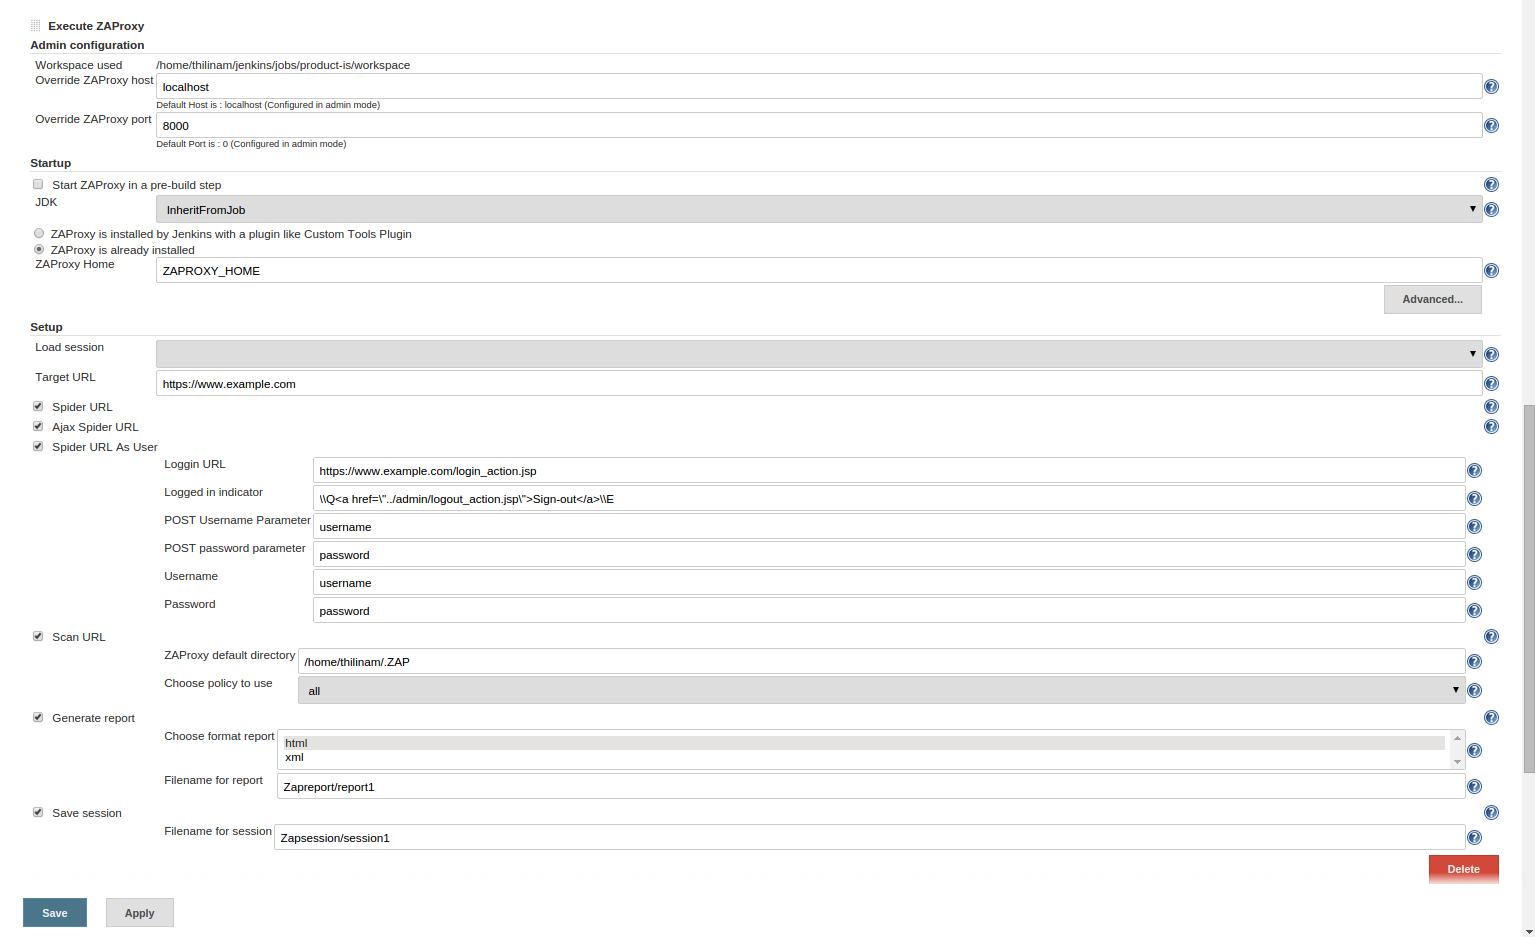 Execute ZAProxy
Admin configuration
Workspace used /home/thilinam/jenkins/jobs/product-is/workspace
Override ZAProxy host localhost
Default Host is : localhost (Configured in admin mode)
Override ZAProxy port 8000
Default Port is : 0 (Configured in admin mode)
Startup
Start ZAProxy in a pre-build step
JDK InheritFromJob
ZAProxy is installed by Jenkins with a plugin like Custom Tools Plugin
ZAProxy is already installed
ZAProxy Home ZAPROXY_HOME
Advanced...
Setup
Load session
Target URL https://www.example.com
Spider URL
Ajax Spider URL
Spider URL As User
Loggin URL https://www.example.com/login_action.jsp
Logged in indicator \\Q<a href=\"../admin/logout_action.jsp\">Sign-out</a>\\E
POST Username Parameter username
POST password parameter password
Username username
Password password
Scan URL
ZAProxy default directory /home/thilinam/.ZAP
Choose policy to use all
Generate report
Choose format report html
xml
Filename for report Zapreport/report1
Save session
Filename for session Zapsession/session1
Delete
Save Apply